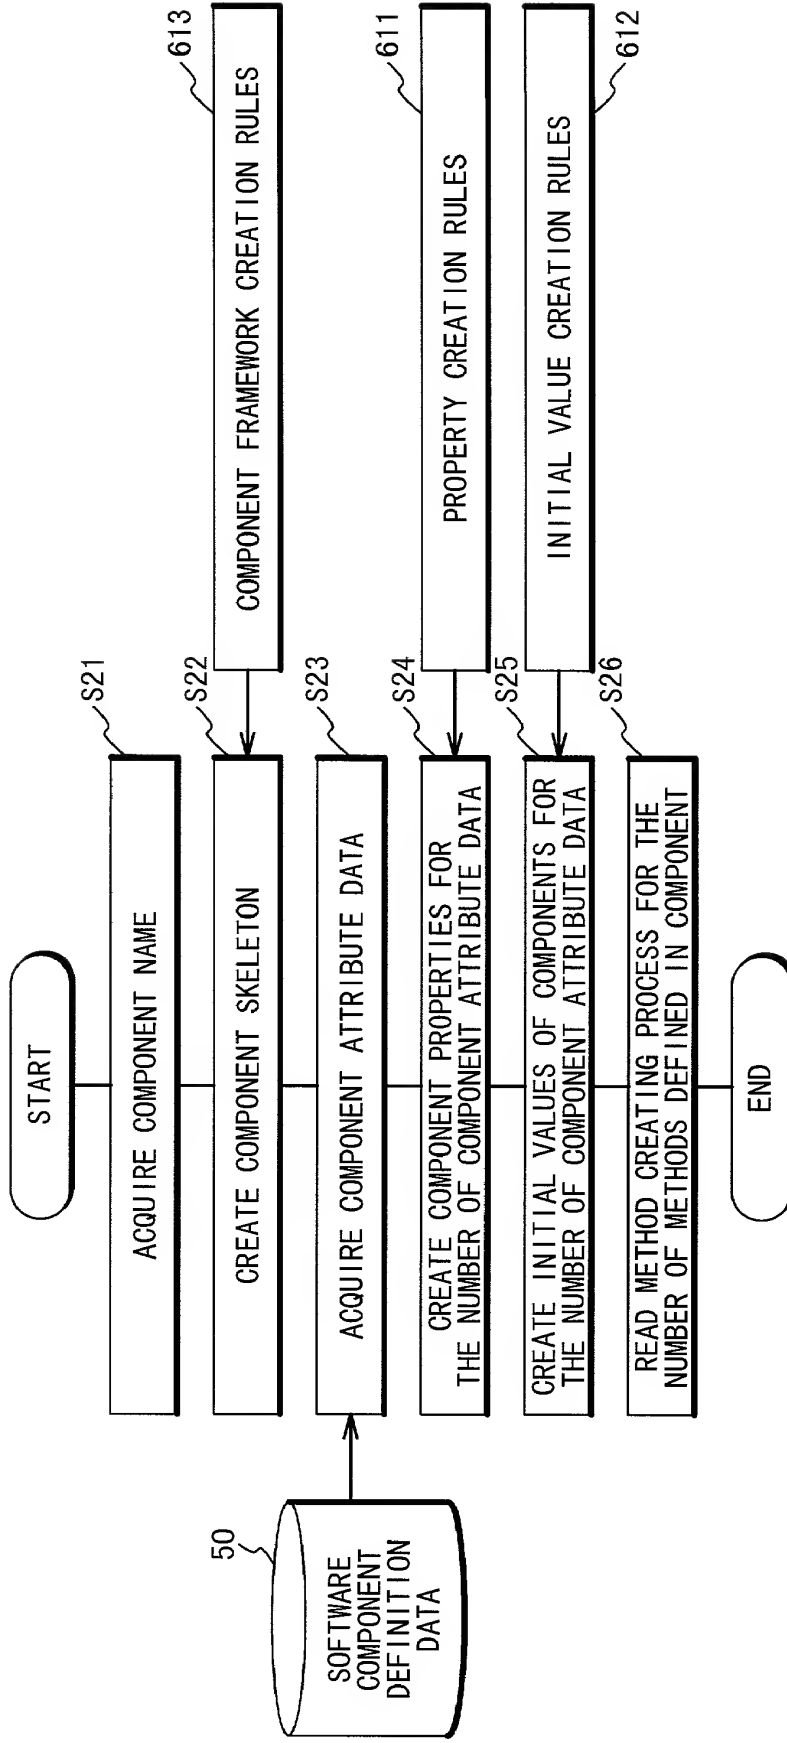 START
S21
ACQUIRE COMPONENT NAME
S22
CREATE COMPONENT SKELETON
613
COMPONENT FRAMEWORK CREATION RULES
50
SOFTWARE
COMPONENT
DEFINITION
DATA
S23
ACQUIRE COMPONENT ATTRIBUTE DATA
S24
CREATE COMPONENT PROPERTIES FOR
THE NUMBER OF COMPONENT ATTRIBUTE DATA
611
PROPERTY CREATION RULES
S25
CREATE INITIAL VALUES OF COMPONENTS FOR
THE NUMBER OF COMPONENT ATTRIBUTE DATA
612
INITIAL VALUE CREATION RULES
S26
READ METHOD CREATING PROCESS FOR THE
NUMBER OF METHODS DEFINED IN COMPONENT
END